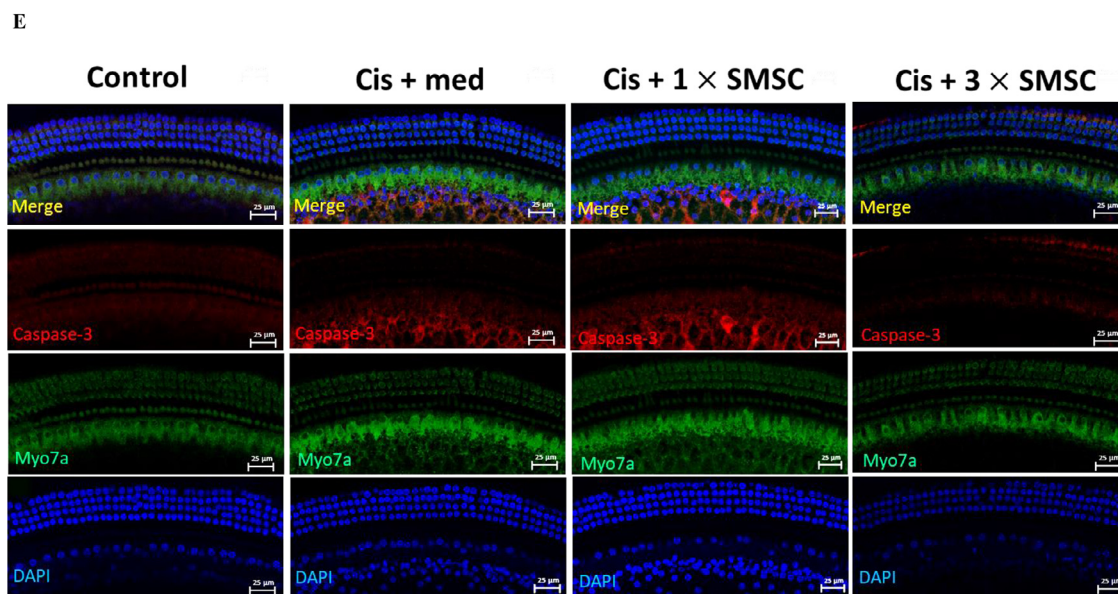 E
Control Cis + med Cis + 1 × SMSC Cis + 3 × SMSC
Merge 25 µm Merge 25 µm Merge 25 µm Merge 25 µm
Caspase-3 25 µm Caspase-3 25 µm Caspase-3 25 µm Caspase-3 25 µm
Myo7a 25 µm Myo7a 25 µm Myo7a 25 µm Myo7a 25 µm
DAPI 25 µm DAPI 25 µm DAPI 25 µm DAPI 25 µm